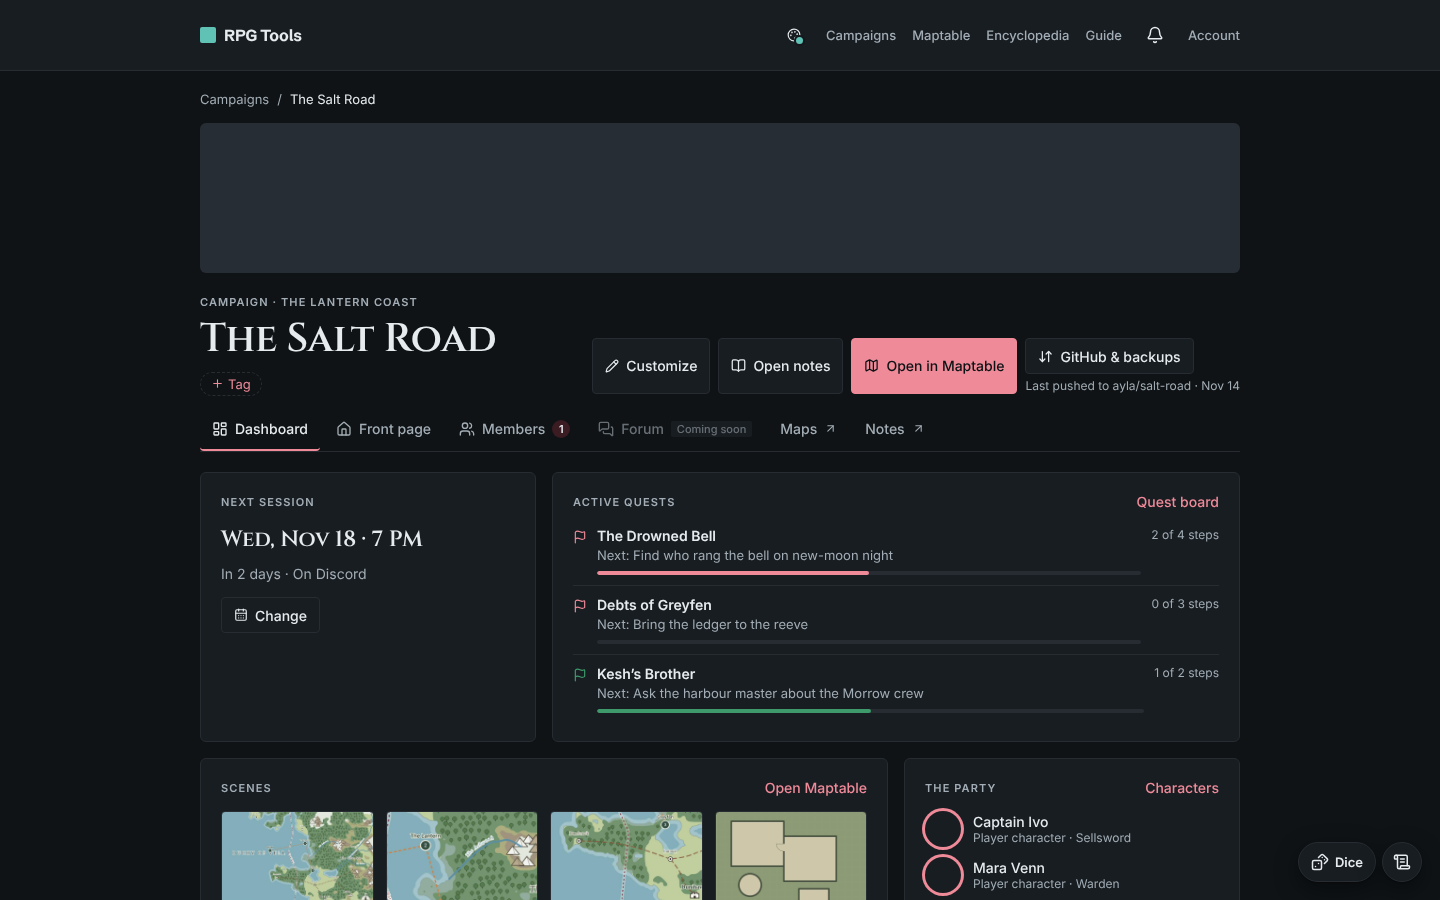 RPG Tools
Campaigns
Maptable
Encyclopedia
Guide
Account
Campaigns / The Salt Road
CAMPAIGN · THE LANTERN COAST
The Salt Road
+ Tag
Customize
Open notes
Open in Maptable
GitHub & backups
Last pushed to ayla/salt-road · Nov 14
Dashboard
Front page
Members 1
Forum Coming soon
Maps
Notes
NEXT SESSION
Wed, Nov 18 · 7 PM
In 2 days · On Discord
Change
ACTIVE QUESTS
Quest board
The Drowned Bell
2 of 4 steps
Next: Find who rang the bell on new-moon night
Debts of Greyfen
0 of 3 steps
Next: Bring the ledger to the reeve
Kesh’s Brother
1 of 2 steps
Next: Ask the harbour master about the Morrow crew
SCENES
Open Maptable
THE PARTY
Characters
Captain Ivo
Player character · Sellsword
Mara Venn
Player character · Warden
Dice